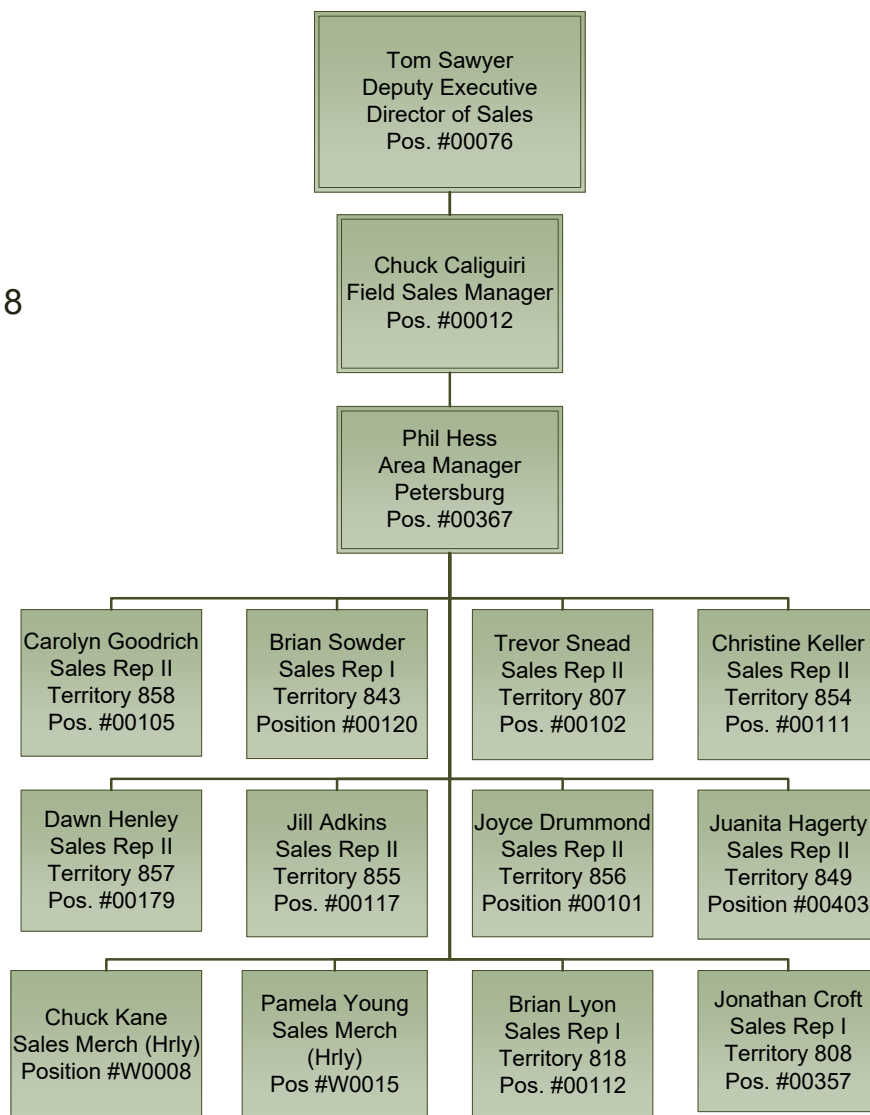 Tom Sawyer
Deputy Executive
Director of Sales
Pos. #00076
8
Chuck Caliguiri
Field Sales Manager
Pos. #00012
Phil Hess
Area Manager
Petersburg
Pos. #00367
Carolyn Goodrich
Sales Rep II
Territory 858
Pos. #00105
Brian Sowder
Sales Rep I
Territory 843
Position #00120
Trevor Snead
Sales Rep II
Territory 807
Pos. #00102
Christine Keller
Sales Rep II
Territory 854
Pos. #00111
Dawn Henley
Sales Rep II
Territory 857
Pos. #00179
Jill Adkins
Sales Rep II
Territory 855
Pos. #00117
Joyce Drummond
Sales Rep II
Territory 856
Position #00101
Juanita Hagerty
Sales Rep II
Territory 849
Position #00403
Chuck Kane
Sales Merch (Hrly)
Position #W0008
Pamela Young
Sales Merch
(Hrly)
Pos #W0015
Brian Lyon
Sales Rep I
Territory 818
Pos. #00112
Jonathan Croft
Sales Rep I
Territory 808
Pos. #00357